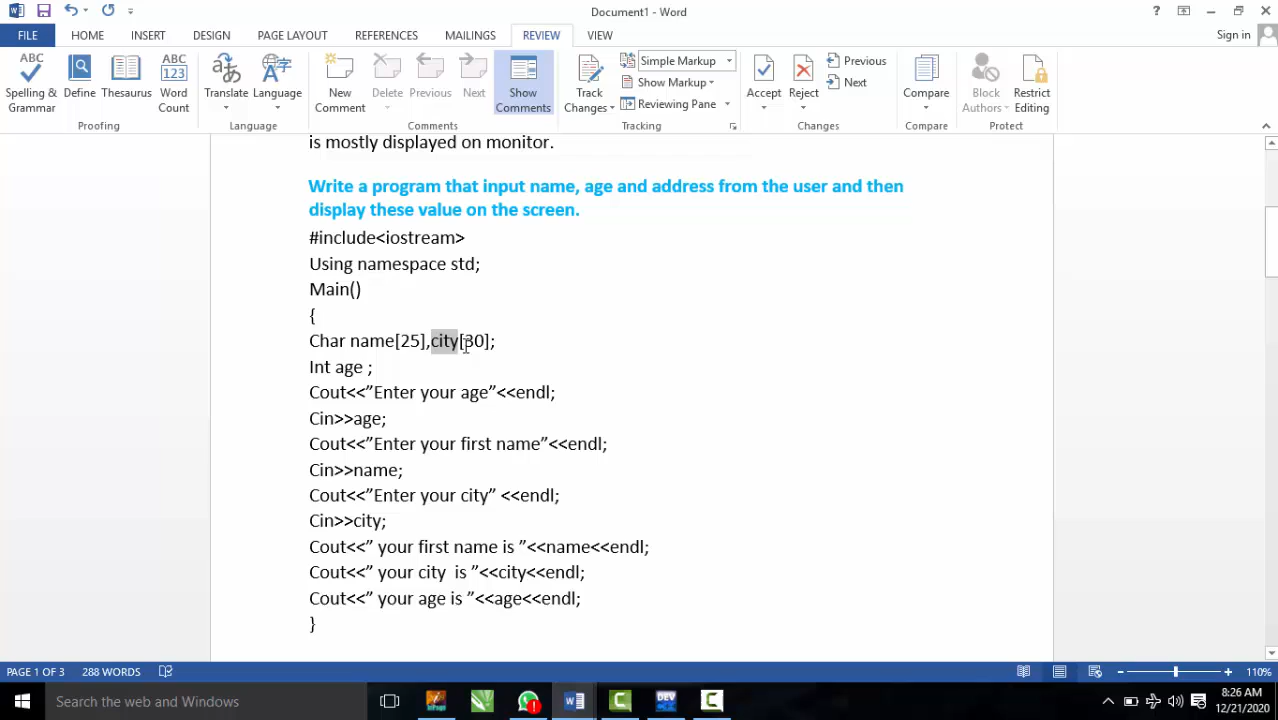 Document1 - Word
?
FILE HOME INSERT DESIGN PAGE LAYOUT REFERENCES MAILINGS REVIEW VIEW Sign in
ABC Spelling & Grammar
Define
Thesaurus
ABC 123 Word Count
Proofing
Translate
Language
Language
New Comment
Delete
Previous
Next
Show Comments
Comments
Track Changes
Simple Markup
Show Markup
Reviewing Pane
Tracking
Accept
Reject
Previous
Next
Changes
Compare
Compare
Block Authors
Restrict Editing
Protect
is mostly displayed on monitor.
Write a program that input name, age and address from the user and then
display these value on the screen.
#include<iostream>
Using namespace std;
Main()
{
Char name[25],city[30];
Int age ;
Cout<<”Enter your age”<<endl;
Cin>>age;
Cout<<”Enter your first name”<<endl;
Cin>>name;
Cout<<”Enter your city” <<endl;
Cin>>city;
Cout<<” your first name is ”<<name<<endl;
Cout<<” your city  is ”<<city<<endl;
Cout<<” your age is ”<<age<<endl;
}
PAGE 1 OF 3 288 WORDS 110%
Search the web and Windows
DEV
8:26 AM
12/21/2020